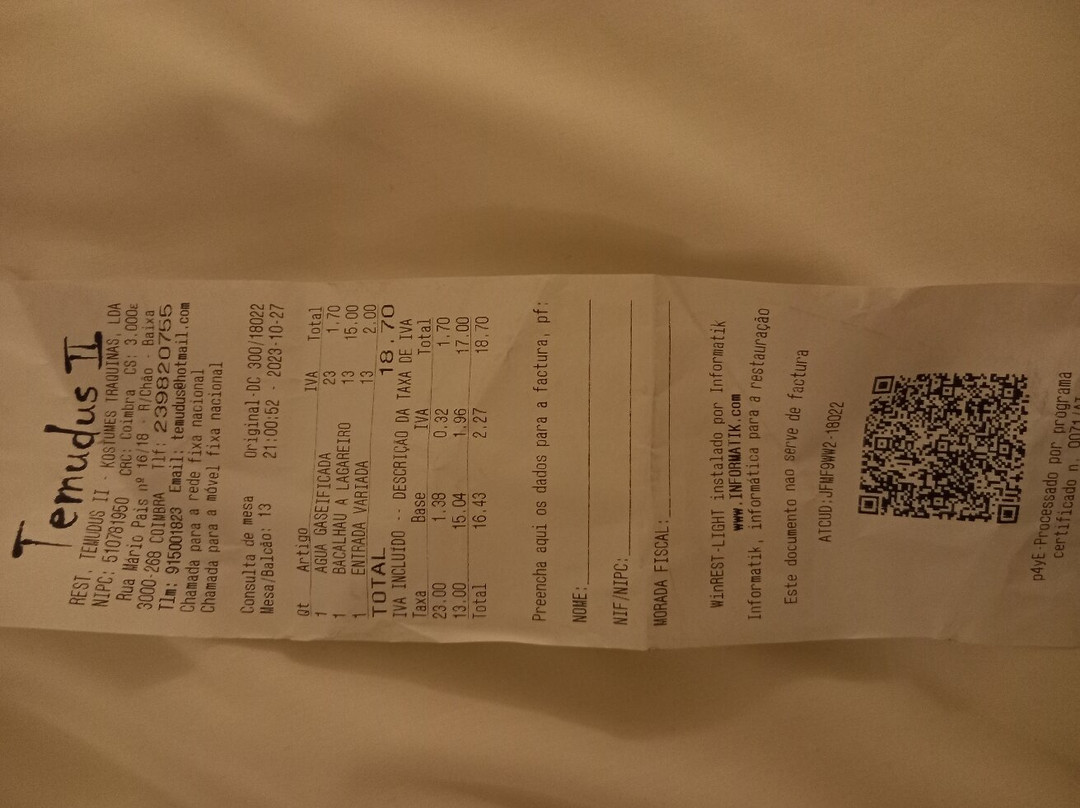 Temudus II
REST. TEMUDUS II - KOSTUMES TRAQUINAS, LDA
NIPC: 510781950 CRC: Coimbra CS: 3.000£
Rua Mário Pais nº 16/18 - R/Chão - Baixa
3000-268 COIMBRA Tlf: 239820755
Tlm: 915001823 Email: temudus@hotmail.com
Chamada para a rede fixa nacional
Chamada para a móvel fixa nacional
Consulta de mesa Original-DC 300/18022
Mesa/Balcão: 13 21:00:52 - 2023-10-27
Qt Artigo IVA Total
1 AGUA GASEIFICADA 23 1.70
1 BACALHAU A LAGAREIRO 13 15.00
1 ENTRADA VARIADA 13 2.00
TOTAL 18.70
IVA INCLUIDO -- DESCRIÇÃO DA TAXA DE IVA
Taxa Base IVA Total
23.00 1.38 0.32 1.70
13.00 15.04 1.96 17.00
Total 16.43 2.27 18.70
Preencha aqui os dados para a factura, pf:
NOME:
NIF/NIPC:
MORADA FISCAL:
WinREST-LIGHT instalado por Informatik
www.INFORMATIK.com
Informatik, informática para a restauração
Este documento nao serve de factura
ATCUD:JFMF9WW2-18022
p4yE-Processado por programa
certificado n. 0071/AT